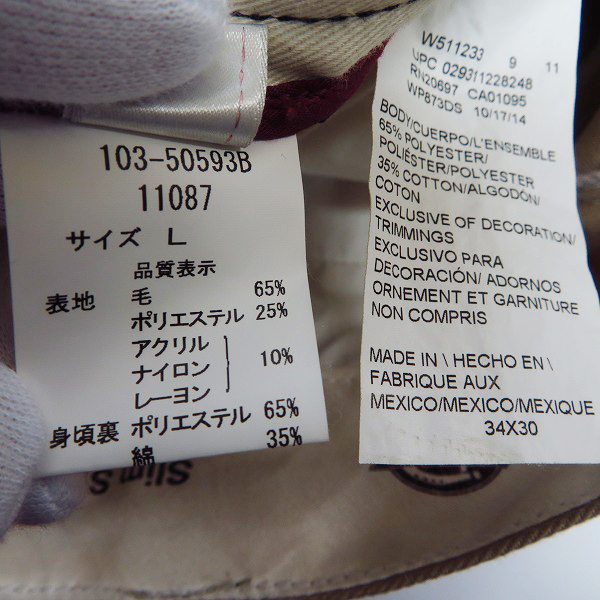 103-50593B
11087
サイズ L
品質表示
表地 毛 65%
ポリエステル 25%
アクリル
ナイロン 10%
レーヨン
身頃裏 ポリエステル 65%
綿 35%
W511233 9 11
UPC 029311228248
RN20697 CA01095
WP873DS 10/17/14
BODY/CUERPO/L'ENSEMBLE
65% POLYESTER/
POLIÉSTER/POLYESTER
35% COTTON/ALGODÓN/
COTON
EXCLUSIVE OF DECORATION/
TRIMMINGS
EXCLUSIVO PARA
DECORACIÓN/ ADORNOS
ORNEMENT ET GARNITURE
NON COMPRIS
MADE IN\ HECHO EN\
FABRIQUE AUX
MEXICO/MEXICO/MEXIQUE
34X30
Slim S